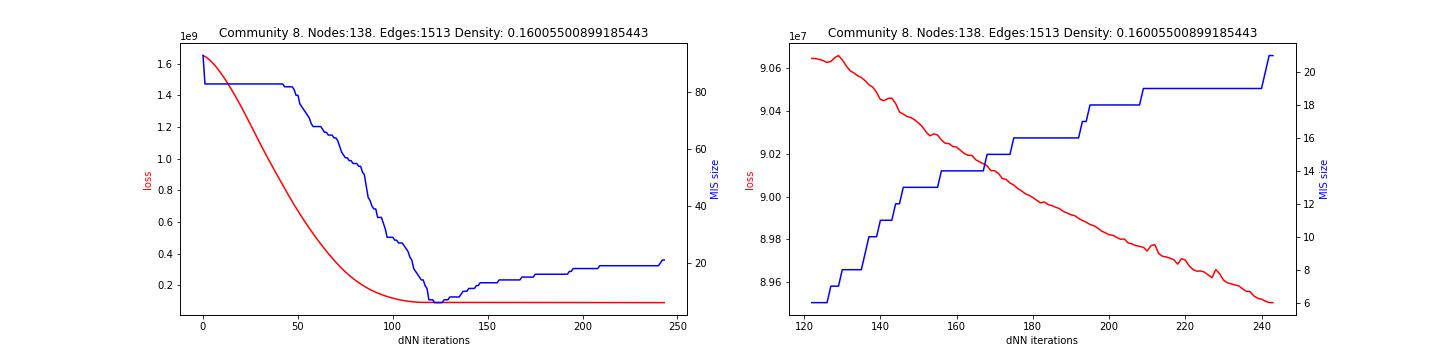 Community 8. Nodes:138. Edges:1513 Density: 0.16005500899185443
1e9
1.6
1.4
1.2
1.0
0.8
0.6
0.4
0.2
loss
80
60
40
20
MIS size
0 50 100 150 200 250
dNN iterations
Community 8. Nodes:138. Edges:1513 Density: 0.16005500899185443
1e7
9.06
9.04
9.02
9.00
8.98
8.96
loss
20
18
16
14
12
10
8
6
MIS size
120 140 160 180 200 220 240
dNN iterations